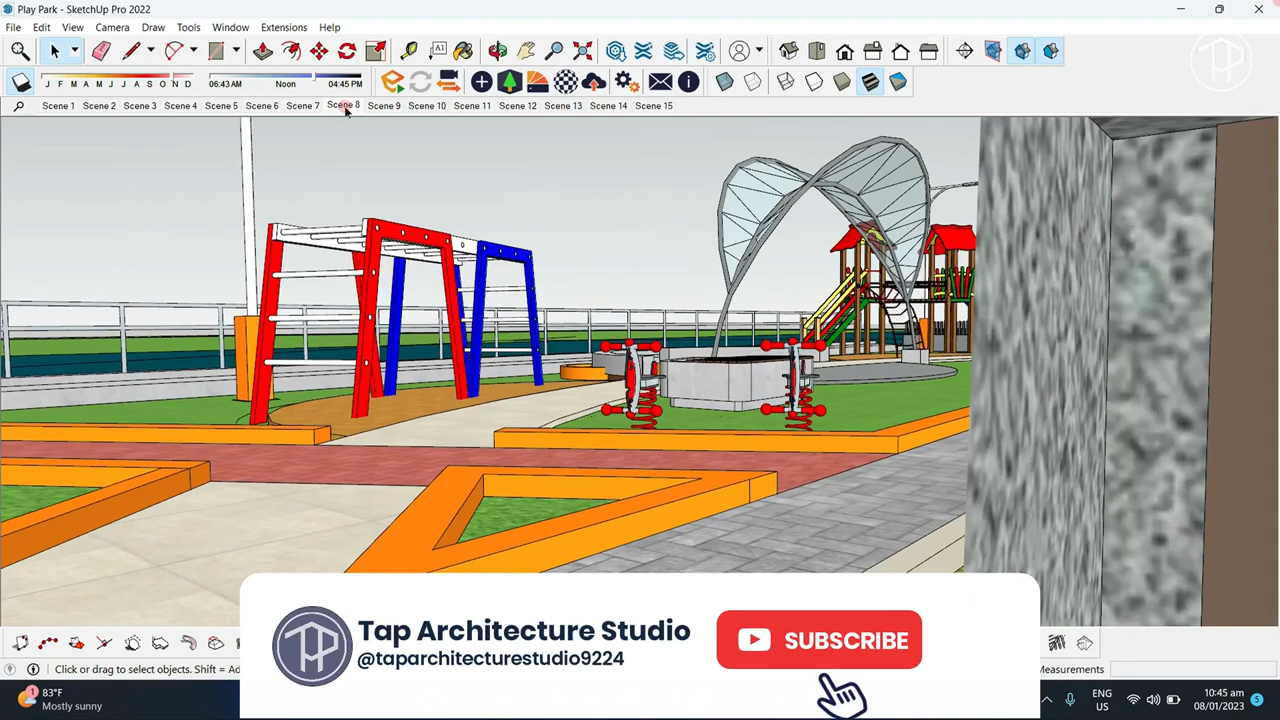 Play Park - SketchUp Pro 2022
File Edit View Camera Draw Tools Window Extensions Help
A1
J F M A M J J A S O N D 06:43 AM Noon 04:45 PM
Scene 1 Scene 2 Scene 3 Scene 4 Scene 5 Scene 6 Scene 7 Scene 8 Scene 9 Scene 10 Scene 11 Scene 12 Scene 13 Scene 14 Scene 15
Tap Architecture Studio
@taparchitecturestudio9224
SUBSCRIBE
Click or drag to select objects. Shift = Ad
Measurements
83°F
Mostly sunny
1
ENG
US
10:45 am
08/01/2023
5